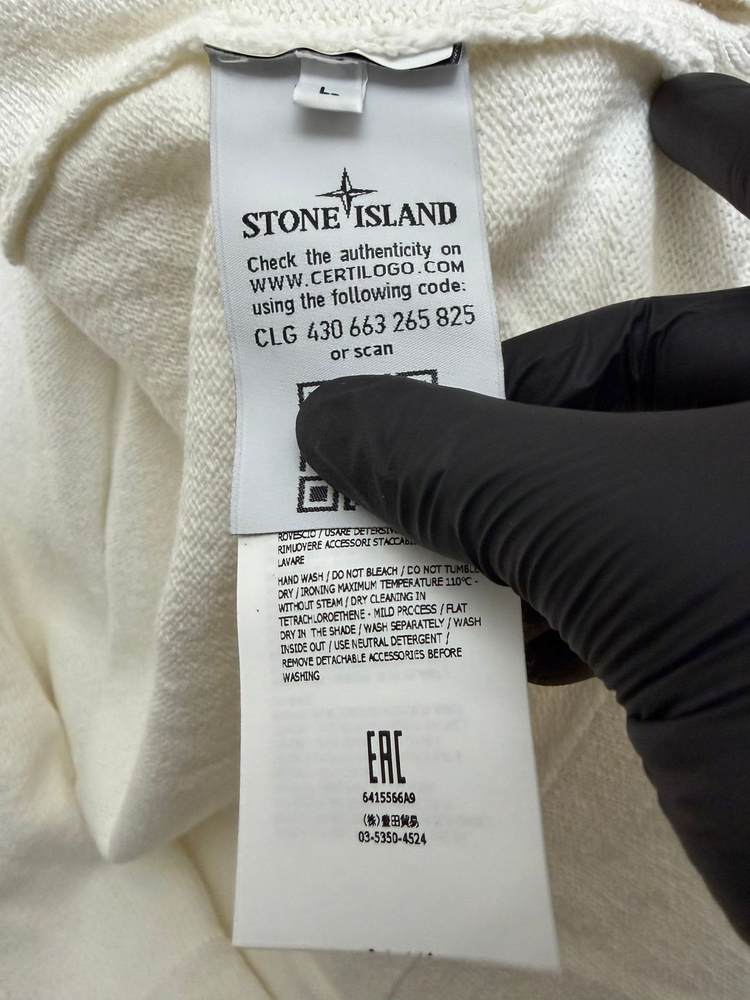 L
STONE ISLAND
Check the authenticity on
WWW.CERTILOGO.COM
using the following code:
CLG 430 663 265 825
or scan
ROVESCIO / USARE
RIMUOVERE ACCESSORI
LAVARE
HAND WASH / DO NOT BLEACH / DO NOT TUMBLE
DRY / IRONING MAXIMUM TEMPERATURE 110°C -
WITHOUT STEAM / DRY CLEANING IN
TETRACHLOROETHENE - MILD PROCESS / FLAT
DRY IN THE SHADE / WASH SEPARATELY / WASH
INSIDE OUT / USE NEUTRAL DETERGENT /
REMOVE DETACHABLE ACCESSORIES BEFORE
WASHING
EAC
6415566A9
(株)豊田貿易
03-5350-4524